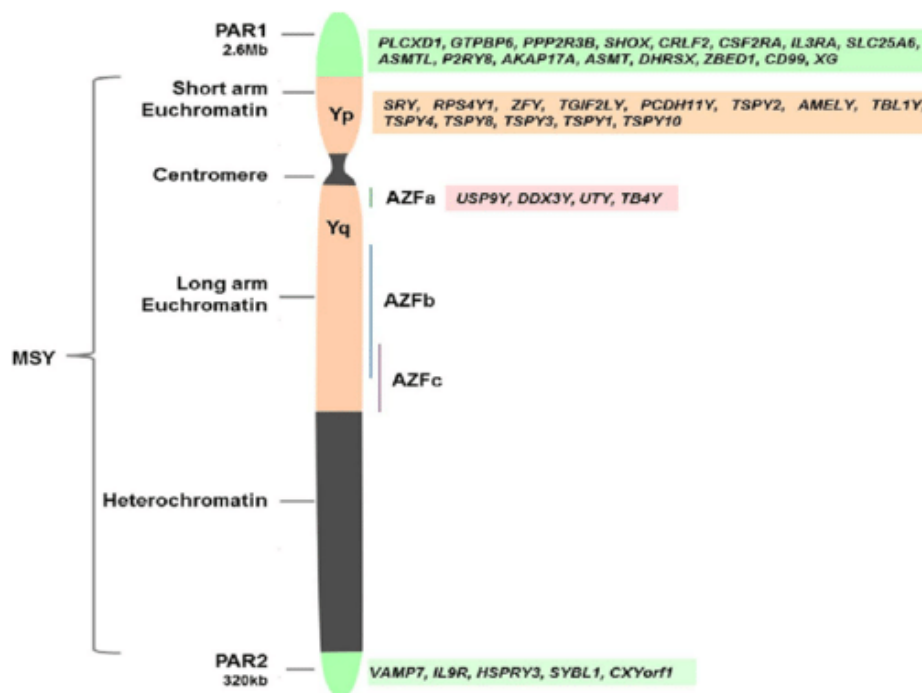 PAR1
2.6Mb
PLCXD1, GTPBP6, PPP2R3B, SHOX, CRLF2, CSF2RA, IL3RA, SLC25A6,
ASMTL, P2RY8, AKAP17A, ASMT, DHRSX, ZBED1, CD99, XG
Short arm
Euchromatin
Yp
SRY, RPS4Y1, ZFY, TGIF2LY, PCDH11Y, TSPY2, AMELY, TBL1Y,
TSPY4, TSPY8, TSPY3, TSPY1, TSPY10
Centromere
AZFa
USP9Y, DDX3Y, UTY, TB4Y
Yq
Long arm
Euchromatin
AZFb
MSY
AZFc
Heterochromatin
PAR2
320kb
VAMP7, IL9R, HSPRY3, SYBL1, CXYorf1